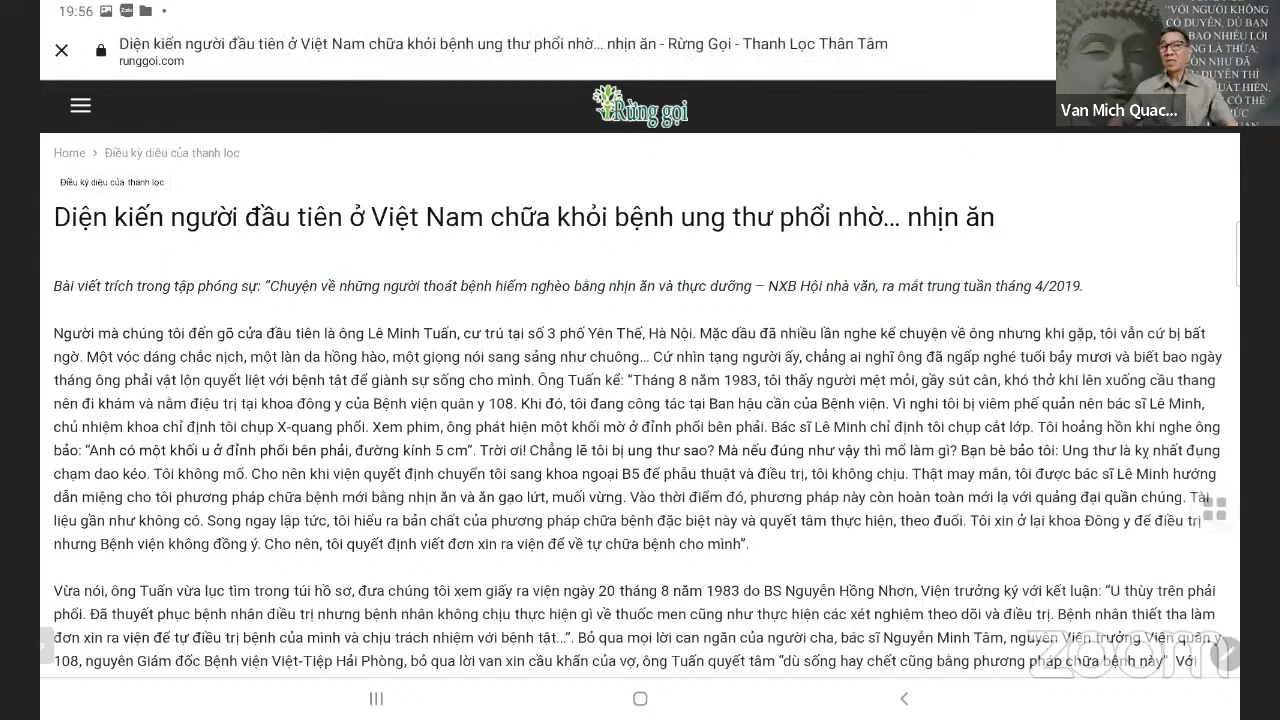 19:56
Diện kiến người đầu tiên ở Việt Nam chữa khỏi bệnh ung thư phổi nhờ... nhịn ăn - Rừng Gọi - Thanh Lọc Thân Tâm
runggoi.com
"VỚI NGƯỜI KHÔNG
CÓ DUYÊN, DÙ BẠN
BAO NHIÊU LỜI
NG LÀ THỪA;
ÒN NHƯ ĐÃ
DUYÊN THÌ
XUẤT HIỆN,
CÓ THỂ
ỨC
Van Mich Quac...
Rừng gọi
Home › Điều kỳ diệu của thanh lọc
Điều kỳ diệu của thanh lọc
Diện kiến người đầu tiên ở Việt Nam chữa khỏi bệnh ung thư phổi nhờ... nhịn ăn
Bài viết trích trong tập phóng sự: "Chuyện về những người thoát bệnh hiểm nghèo bằng nhịn ăn và thực dưỡng – NXB Hội nhà văn, ra mắt trung tuần tháng 4/2019.
Người mà chúng tôi đến gõ cửa đầu tiên là ông Lê Minh Tuấn, cư trú tại số 3 phố Yên Thế, Hà Nội. Mặc dầu đã nhiều lần nghe kể chuyện về ông nhưng khi gặp, tôi vẫn cứ bị bất
ngờ. Một vóc dáng chắc nịch, một làn da hồng hào, một giọng nói sang sảng như chuông... Cứ nhìn tạng người ấy, chẳng ai nghĩ ông đã ngấp nghé tuổi bảy mươi và biết bao ngày
tháng ông phải vật lộn quyết liệt với bệnh tật để giành sự sống cho mình. Ông Tuấn kể: "Tháng 8 năm 1983, tôi thấy người mệt mỏi, gầy sút cân, khó thở khi lên xuống cầu thang
nên đi khám và nằm điệu trị tại khoa đông y của Bệnh viện quân y 108. Khi đó, tôi đang công tác tại Ban hậu cần của Bệnh viện. Vì nghi tôi bị viêm phế quản nên bác sĩ Lê Minh,
chủ nhiệm khoa chỉ định tôi chụp X-quang phổi. Xem phim, ông phát hiện một khối mờ ở đỉnh phổi bên phải. Bác sĩ Lê Minh chỉ định tôi chụp cắt lớp. Tôi hoảng hồn khi nghe ông
bảo: "Anh có một khối u ở đỉnh phổi bên phải, đường kính 5 cm". Trời ơi! Chẳng lẽ tôi bị ung thư sao? Mà nếu đúng như vậy thì mổ làm gì? Bạn bè bảo tôi: Ung thư là kỵ nhất đụng
chạm dao kéo. Tôi không mổ. Cho nên khi viện quyết định chuyển tôi sang khoa ngoại B5 để phẫu thuật và điều trị, tôi không chịu. Thật may mắn, tôi được bác sĩ Lê Minh hướng
dẫn miệng cho tôi phương pháp chữa bệnh mới bằng nhịn ăn và ăn gạo lứt, muối vừng. Vào thời điểm đó, phương pháp này còn hoàn toàn mới lạ với quảng đại quần chúng. Tài
liệu gần như không có. Song ngay lập tức, tôi hiểu ra bản chất của phương pháp chữa bệnh đặc biệt này và quyết tâm thực hiện, theo đuổi. Tôi xin ở lại khoa Đông y để điều trị
nhưng Bệnh viện không đồng ý. Cho nên, tôi quyết định viết đơn xin ra viện để về tự chữa bệnh cho mình".
Vừa nói, ông Tuấn vừa lục tìm trong túi hồ sơ, đưa chúng tôi xem giấy ra viện ngày 20 tháng 8 năm 1983 do BS Nguyễn Hồng Nhơn, Viện trưởng ký với kết luận: "U thùy trên phải
phổi. Đã thuyết phục bệnh nhân điều trị nhưng bệnh nhân không chịu thực hiện gì về thuốc men cũng như thực hiện các xét nghiệm theo dõi và điều trị. Bệnh nhân thiết tha làm
đơn xin ra viện để tự điều trị bệnh của mình và chịu trách nhiệm với bệnh tật...". Bỏ qua mọi lời can ngăn của người cha, bác sĩ Nguyễn Minh Tâm, nguyên Viện trưởng Viện quân y
108, nguyên Giám đốc Bệnh viện Việt-Tiệp Hải Phòng, bỏ qua lời van xin cầu khẩn của vợ, ông Tuấn quyết tâm "dù sống hay chết cũng bằng phương pháp chữa bệnh này". Với
zoom